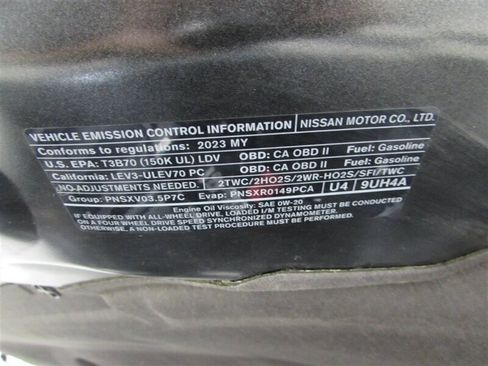 VEHICLE EMISSION CONTROL INFORMATION NISSAN MOTOR CO., LTD.
Conforms to regulations: 2023 MY
U.S. EPA: T3B70 (150K UL) LDV OBD: CA OBD II Fuel: Gasoline
California: LEV3-ULEV70 PC OBD: CA OBD II Fuel: Gasoline
NO ADJUSTMENTS NEEDED. 2TWC/2HO2S/2WR-HO2S/SFI/TWC
Group: PNSXV03.5P7C Evap: PNSXR0149PCA U4 9UH4A
Engine Oil Viscosity: SAE 0W-20
IF EQUIPPED WITH ALL-WHEEL DRIVE, LOADED I/M TESTING MUST BE CONDUCTED
ON A FOUR WHEEL DRIVE SPEED SYNCHRONIZED DYNAMOMETER.
OTHERWISE, A NON-LOADED TEST PROCEDURE MUST BE CONDUCTED.